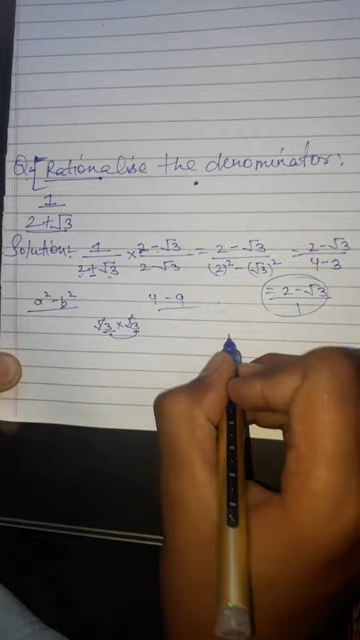 Q. Rationalise the denominator:
1/2+√3
Solution: 1/2+√3 × 2-√3/2-√3 = 2-√3/(2)²-(√3)² = 2-√3/4-3
a²-b² 4-9 = 2-√3/1
√3×√3